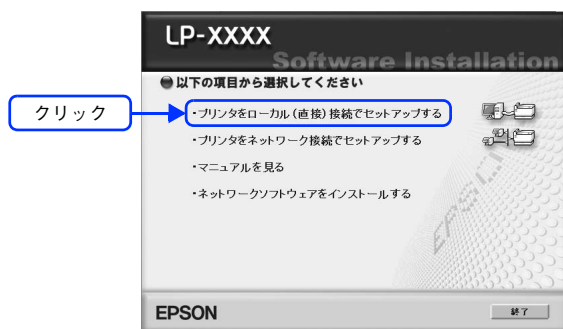 LP-XXXX
Software Installation
以下の項目から選択してください
クリック
・プリンタをローカル（直接）接続でセットアップする
・プリンタをネットワーク接続でセットアップする
・マニュアルを見る
・ネットワークソフトウェアをインストールする
EPSON
EPSON
終了